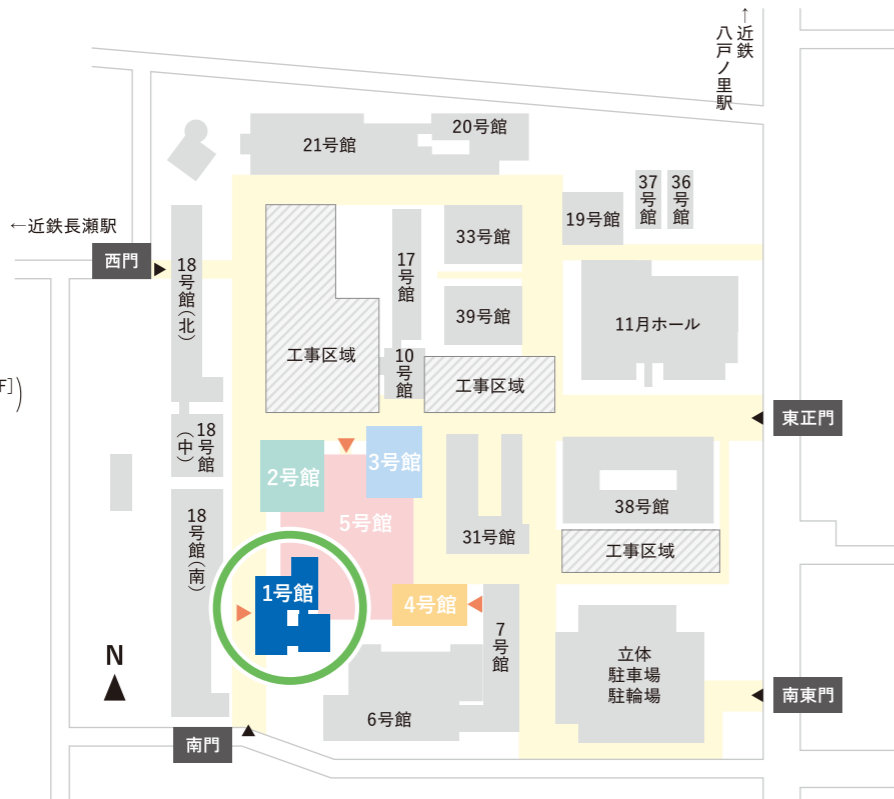 ↑近鉄
八戸ノ里駅
20号館
21号館
37号館
36号館
19号館
←近鉄長瀬駅
33号館
西門
17号館
18号館(北)
39号館
11月ホール
工事区域
10号館
工事区域
F])
東正門
18号館
(中)
3号館
2号館
38号館
5号館
18号館(南)
31号館
工事区域
1号館
4号館
7号館
N
立体
駐車場
駐輪場
南東門
6号館
南門